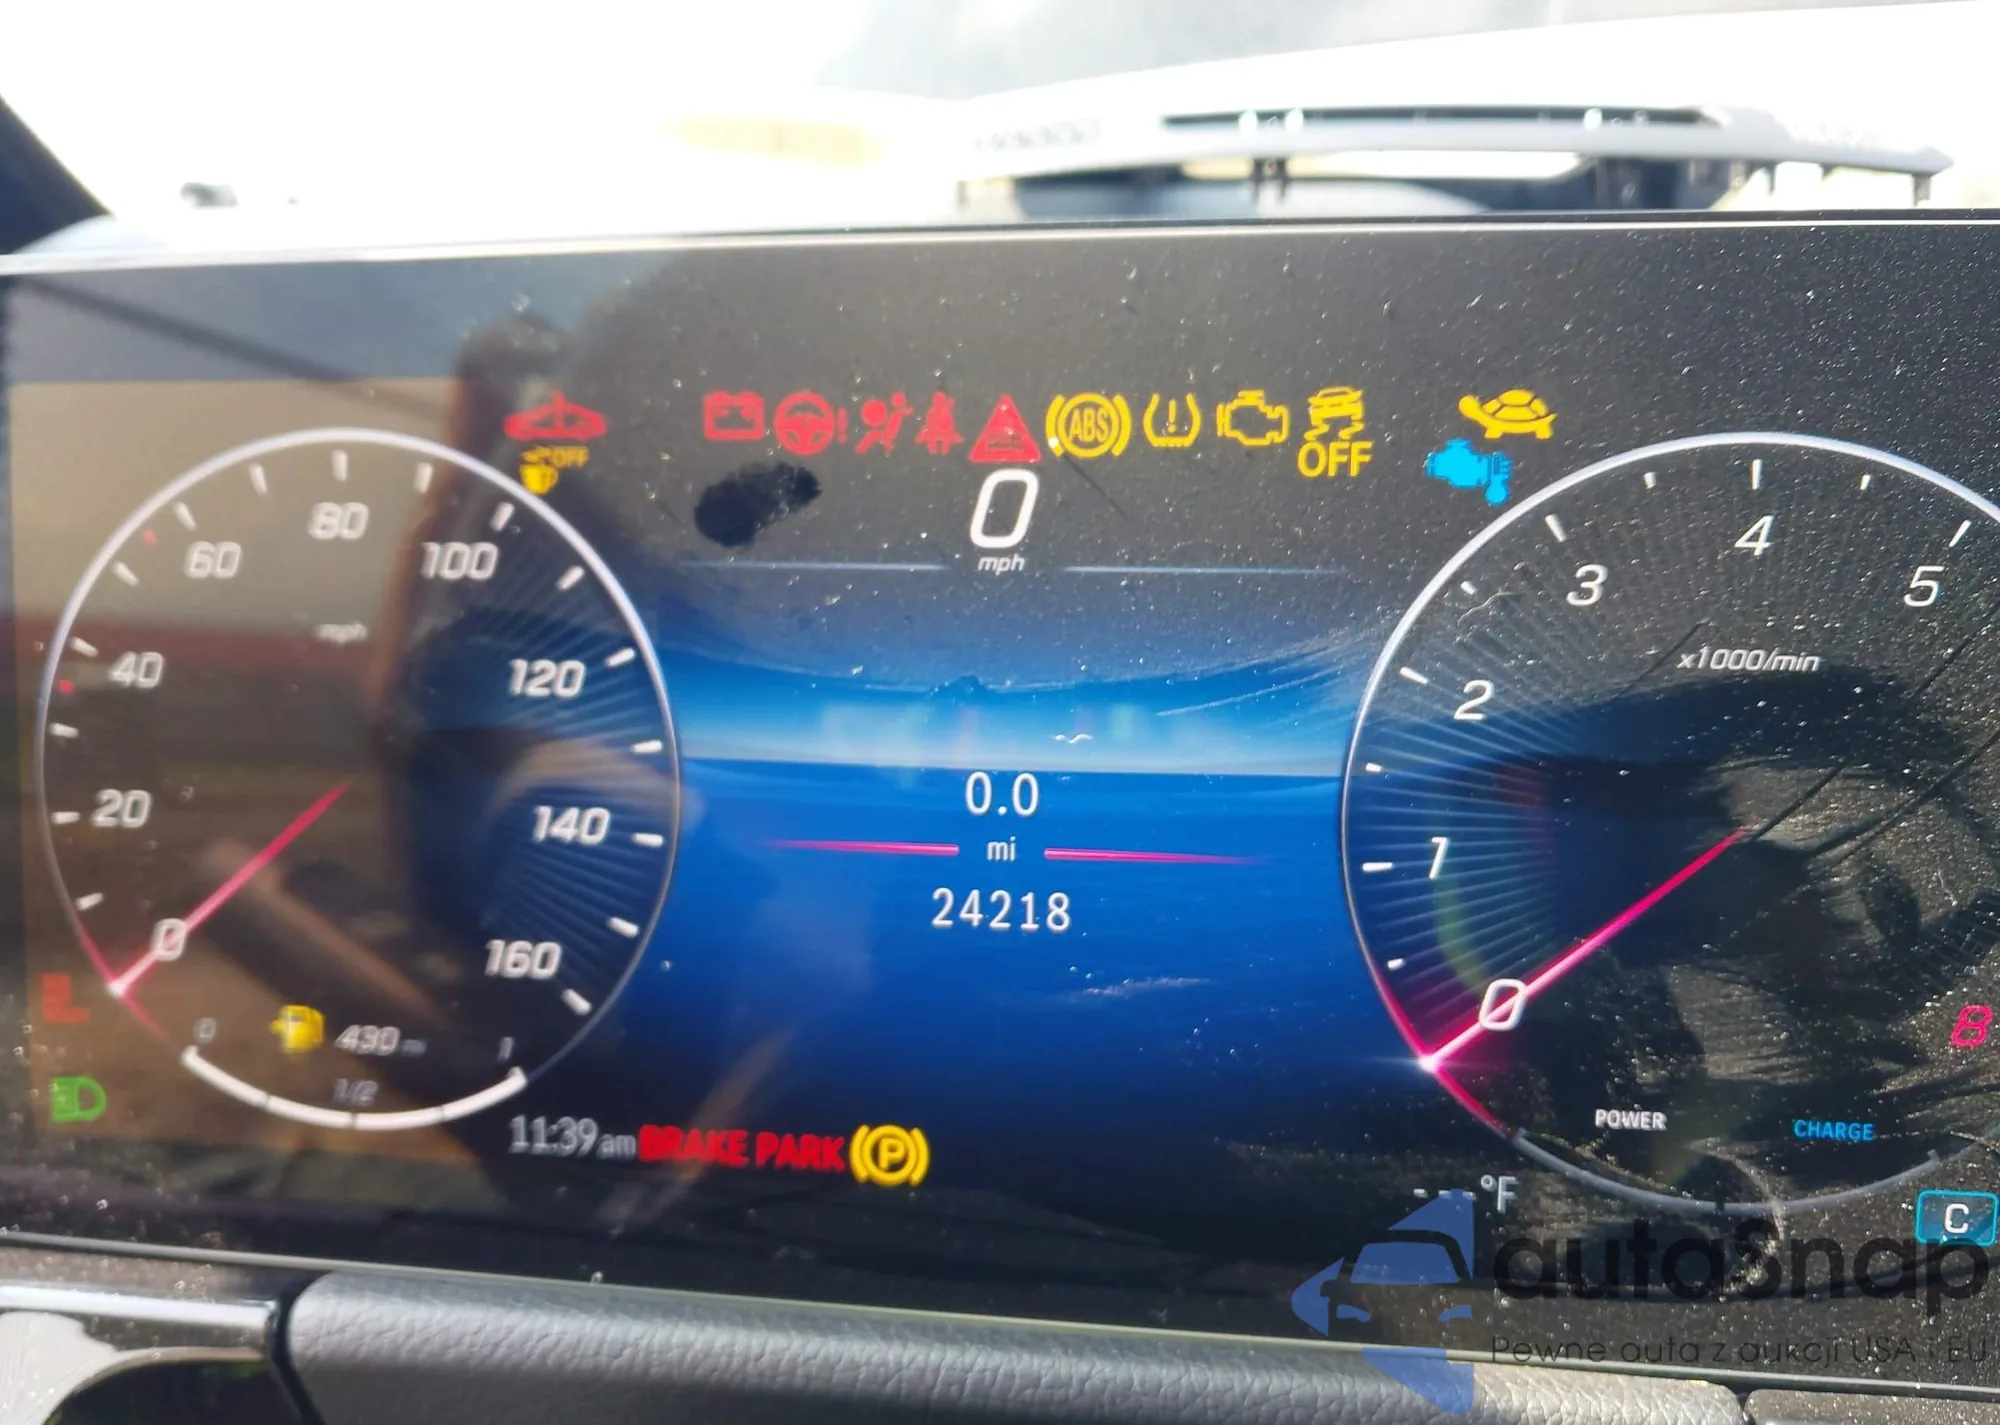 OFF
ABS
OFF
0
mph
80
60
100
mph
40
120
20
140
0
160
0
430
1
1/2
11:39 am
BRAKE PARK
P
0.0
mi
24218
4
3
5
x1000/min
2
1
0
8
POWER
CHARGE
---°F
C
autaSnap
Pewne auta z aukcji USA i EU